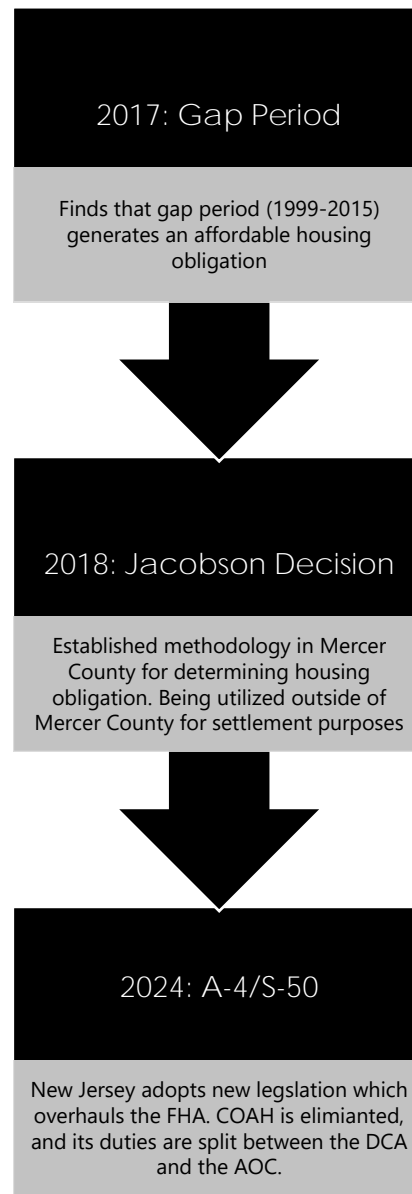 2017: Gap Period
Finds that gap period (1999-2015)
generates an affordable housing
obligation
2018: Jacobson Decision
Established methodology in Mercer
County for determining housing
obligation. Being utilized outside of
Mercer County for settlement purposes
2024: A-4/S-50
New Jersey adopts new legslation which
overhauls the FHA. COAH is elimianted,
and its duties are split between the DCA
and the AOC.